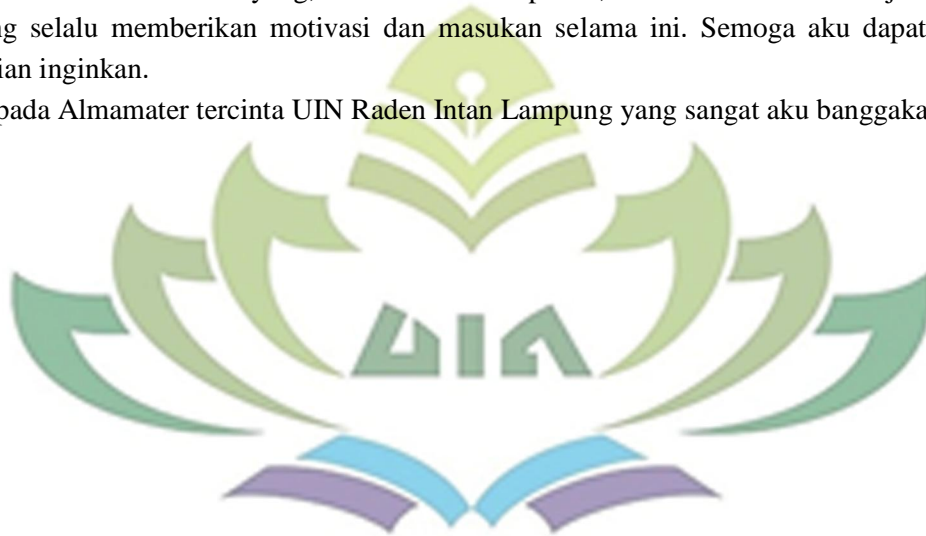 ng selalu memberikan motivasi dan masukan selama ini. Semoga aku dapat
ian inginkan.
pada Almamater tercinta UIN Raden Intan Lampung yang sangat aku banggaka
UIN